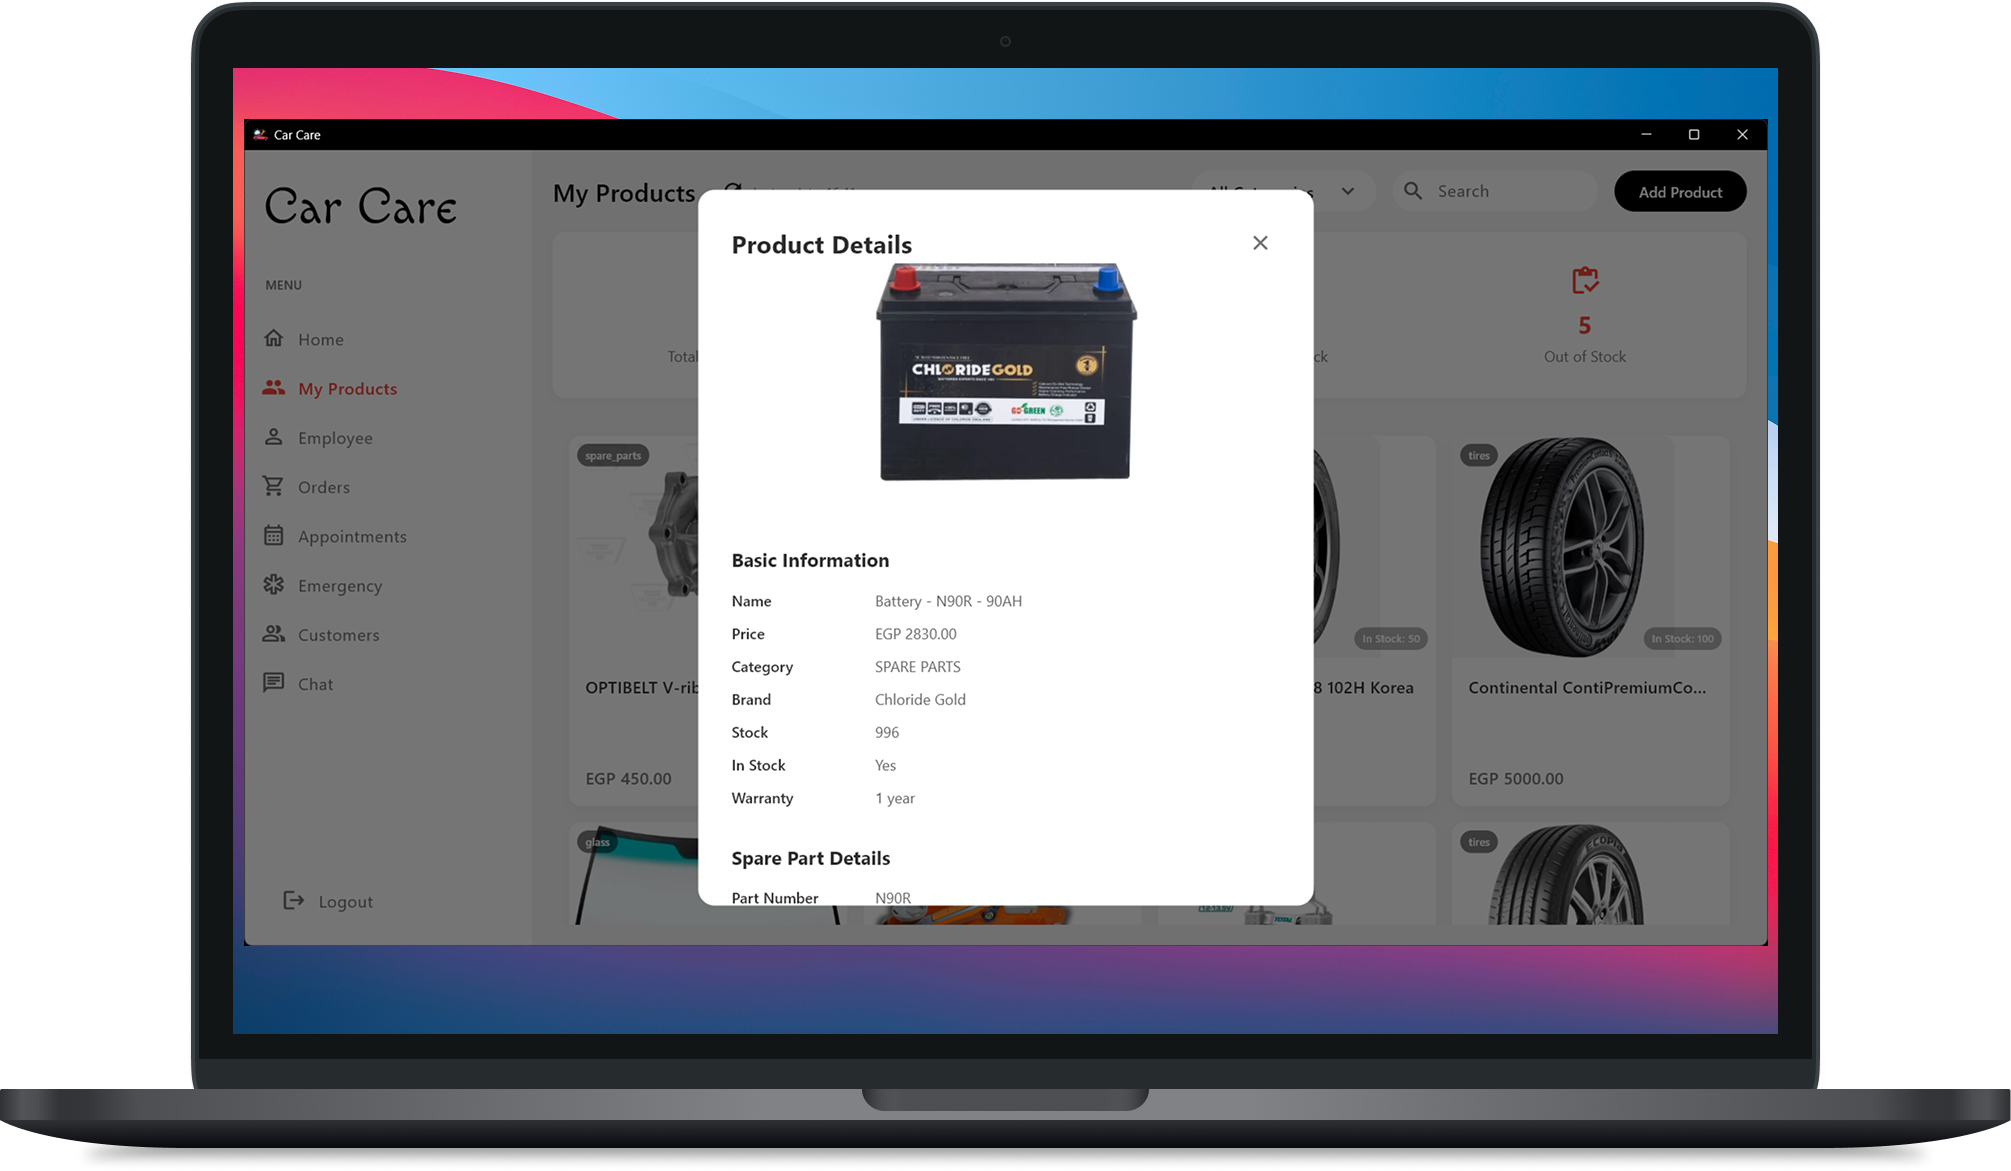 Car Care
Car Care
MENU
Home
My Products
Employee
Orders
Appointments
Emergency
Customers
Chat
Logout
My Products
Search
Add Product
Total
ck
5
Out of Stock
spare_parts
OPTIBELT V-rib
EGP 450.00
In Stock: 50
8 102H Korea
tires
In Stock: 100
Continental ContiPremiumCo...
EGP 5000.00
glass
TOTAL
tires
ECOPIA
Product Details
CHLORIDE GOLD
GO GREEN
Basic Information
Name Battery - N90R - 90AH
Price EGP 2830.00
Category SPARE PARTS
Brand Chloride Gold
Stock 996
In Stock Yes
Warranty 1 year
Spare Part Details
Part Number N90R